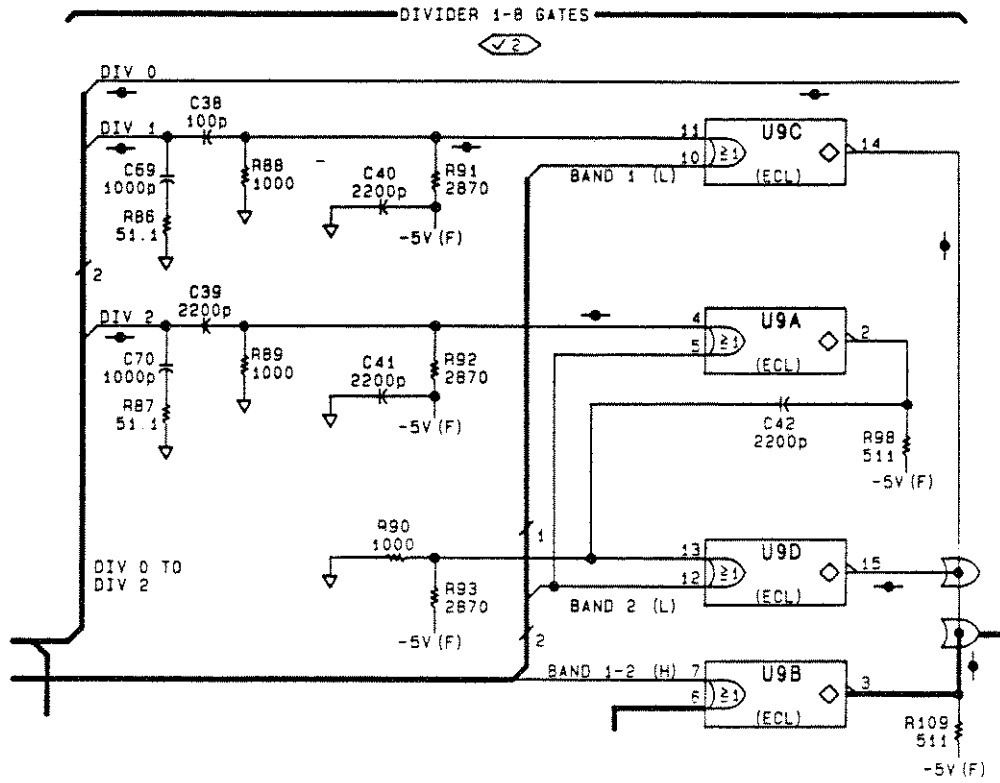 DIVIDER 1-8 GATES
√ 2
DIV 0
C38
100p
DIV 1
11
U9C
14
10
≥1
(ECL)
BAND 1 (L)
C69
1000p
R88
1000
C40
2200p
R91
2870
R86
51.1
-5V (F)
2
C39
2200p
DIV 2
4
U9A
2
5
≥1
(ECL)
C70
1000p
R89
1000
C41
2200p
R92
2870
R87
51.1
-5V (F)
C42
2200p
R98
511
-5V (F)
R90
1000
1
13
U9D
15
12
≥1
(ECL)
DIV 0 TO
DIV 2
R93
2870
BAND 2 (L)
-5V (F)
2
BAND 1-2 (H)
7
U9B
3
6
≥1
(ECL)
R109
511
-5V (F)